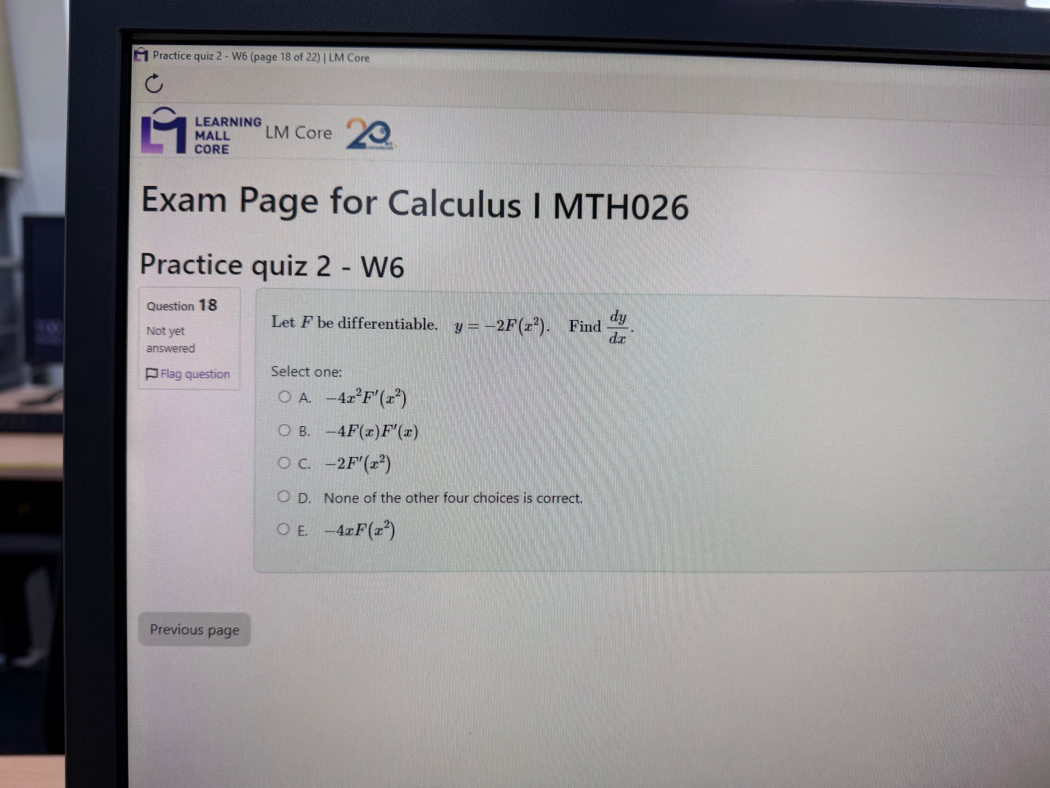 Practice quiz 2 - W6 (page 18 of 22) | LM Core
LEARNING
MALL
CORE
LM Core
20
Exam Page for Calculus I MTH026
Practice quiz 2 - W6
Question 18
Not yet
answered
Flag question
Let F be differentiable. y = −2F(x²). Find dy/dx.
Select one:
A. −4x²F′(x²)
B. −4F(x)F′(x)
C. −2F′(x²)
D. None of the other four choices is correct.
E. −4xF(x²)
Previous page